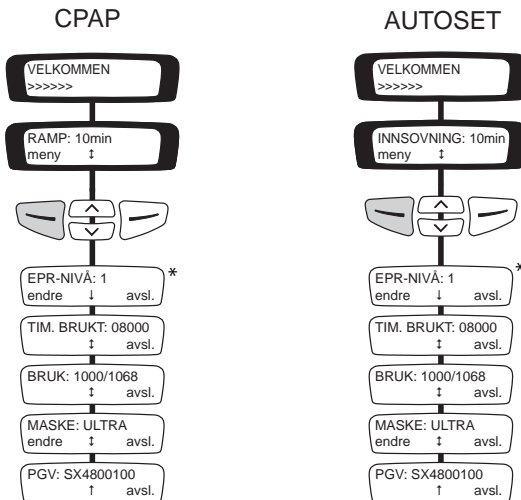 CPAP
VELKOMMEN
>>>>>>
RAMP: 10min
meny ↕
EPR-NIVÅ: 1
endre ↓ avsl.
*
TIM. BRUKT: 08000
↕ avsl.
BRUK: 1000/1068
↕ avsl.
MASKE: ULTRA
endre ↕ avsl.
PGV: SX4800100
↑ avsl.
AUTOSET
VELKOMMEN
>>>>>>
INNSOVNING: 10min
meny ↕
EPR-NIVÅ: 1
endre ↓ avsl.
*
TIM. BRUKT: 08000
↕ avsl.
BRUK: 1000/1068
↕ avsl.
MASKE: ULTRA
endre ↕ avsl.
PGV: SX4800100
↑ avsl.